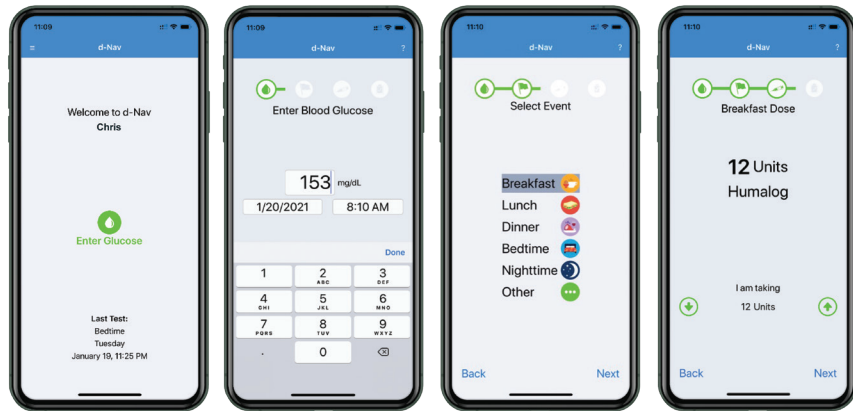 11:09
d-Nav
Welcome to d-Nav
Chris
Enter Glucose
Last Test:
Bedtime
Tuesday
January 19, 11:25 PM
11:09
d-Nav ?
Enter Blood Glucose
153 mg/dL
1/20/2021 8:10 AM
Done
1 2 3
ABC DEF
4 5 6
GHI JKL MNO
7 8 9
PQRS TUV WXYZ
. 0
11:10
d-Nav ?
Select Event
Breakfast
Lunch
Dinner
Bedtime
Nighttime
Other
Back Next
11:10
d-Nav ?
Breakfast Dose
12 Units
Humalog
I am taking
12 Units
Back Next